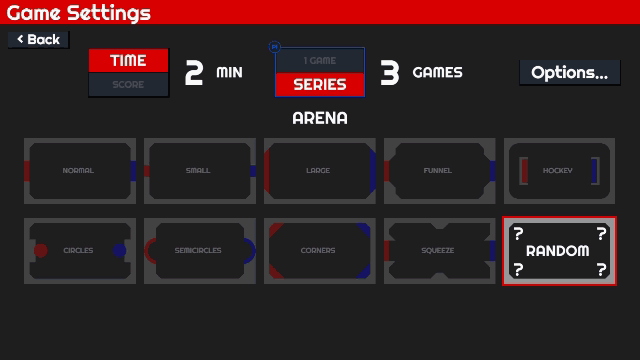 Game Settings
< Back
TIME
SCORE
2 MIN
P1
1 GAME
SERIES
3 GAMES
Options...
ARENA
NORMAL SMALL LARGE FUNNEL HOCKEY
CIRCLES SEMICIRCLES CORNERS SQUEEZE ? ? RANDOM ? ?